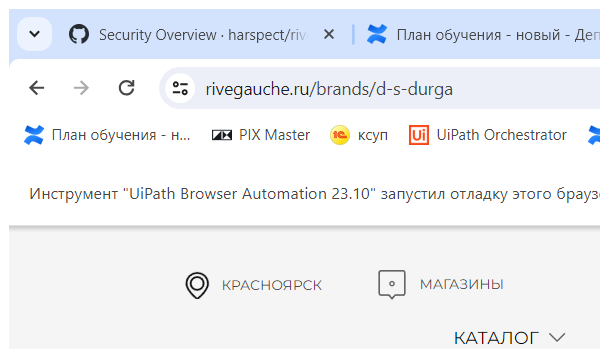 Security Overview · harspect/riv
План обучения - новый - Деп
rivegauche.ru/brands/d-s-durga
План обучения - н... PIX Master ксуп UiPath Orchestrator
Инструмент "UiPath Browser Automation 23.10" запустил отладку этого брауз
КРАСНОЯРСК МАГАЗИНЫ
КАТАЛОГ